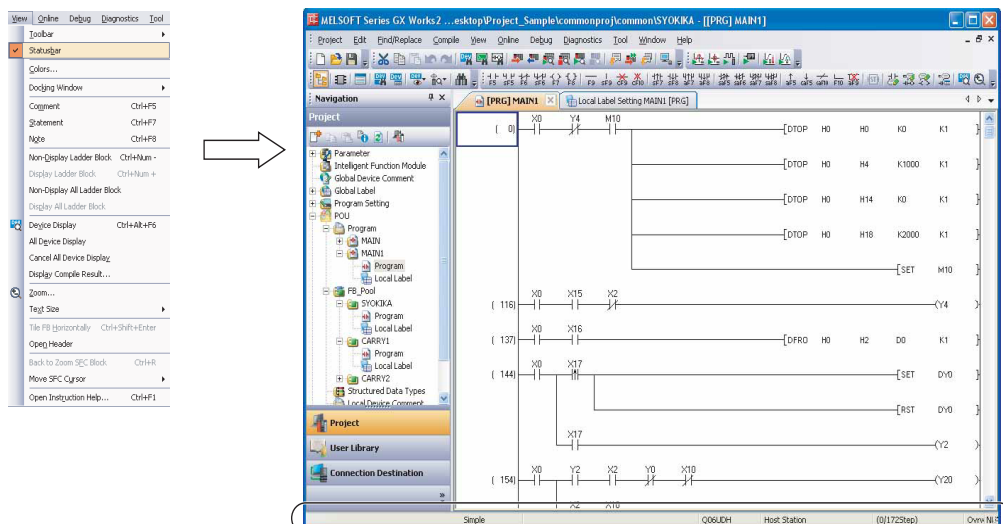 View Online Debug Diagnostics Tool
Toolbar
Statusbar
Colors...
Docking Window
Comment Ctrl+F5
Statement Ctrl+F7
Note Ctrl+F8
Non-Display Ladder Block Ctrl+Num -
Display Ladder Block Ctrl+Num +
Non-Display All Ladder Block
Display All Ladder Block
Device Display Ctrl+Alt+F6
All Device Display
Cancel All Device Display
Display Compile Result...
Zoom...
Text Size
Tile FB Horizontally Ctrl+Shift+Enter
Open Header
Back to Zoom SFC Block Ctrl+R
Move SFC Cursor
Open Instruction Help... Ctrl+F1
MELSOFT Series GX Works2 ...esktop\Project_Sample\commonproj\common\SYOKIKA - [[PRG] MAIN1]
Project Edit Find/Replace Compile View Online Debug Diagnostics Tool Window Help
Navigation
[PRG] MAIN1
Local Label Setting MAIN1 [PRG]
Project
Parameter
Intelligent Function Module
Global Device Comment
Global Label
Program Setting
POU
Program
MAIN
MAIN1
Program
Local Label
FB_Pool
SYOKIKA
Program
Local Label
CARRY1
Program
Local Label
CARRY2
Structured Data Types
Local Device Comment
Project
User Library
Connection Destination
X0 Y4 M10
( 0) [DTOP H0 H0 K0 K1 ]
[DTOP H0 H4 K1000 K1 ]
[DTOP H0 H14 K0 K1 ]
[DTOP H0 H18 K2000 K1 ]
[SET M10 ]
X0 X15 X2
( 116) (Y4 )
X0 X16
( 137) [DFRO H0 H2 D0 K1 ]
X0 X17
( 144) [SET DY0 ]
[RST DY0 ]
X17
(Y2 )
X0 Y2 X2 Y0 X10
( 154) (Y20 )
X2 X10
Simple Q06UDH Host Station (0/172Step) Ovrw